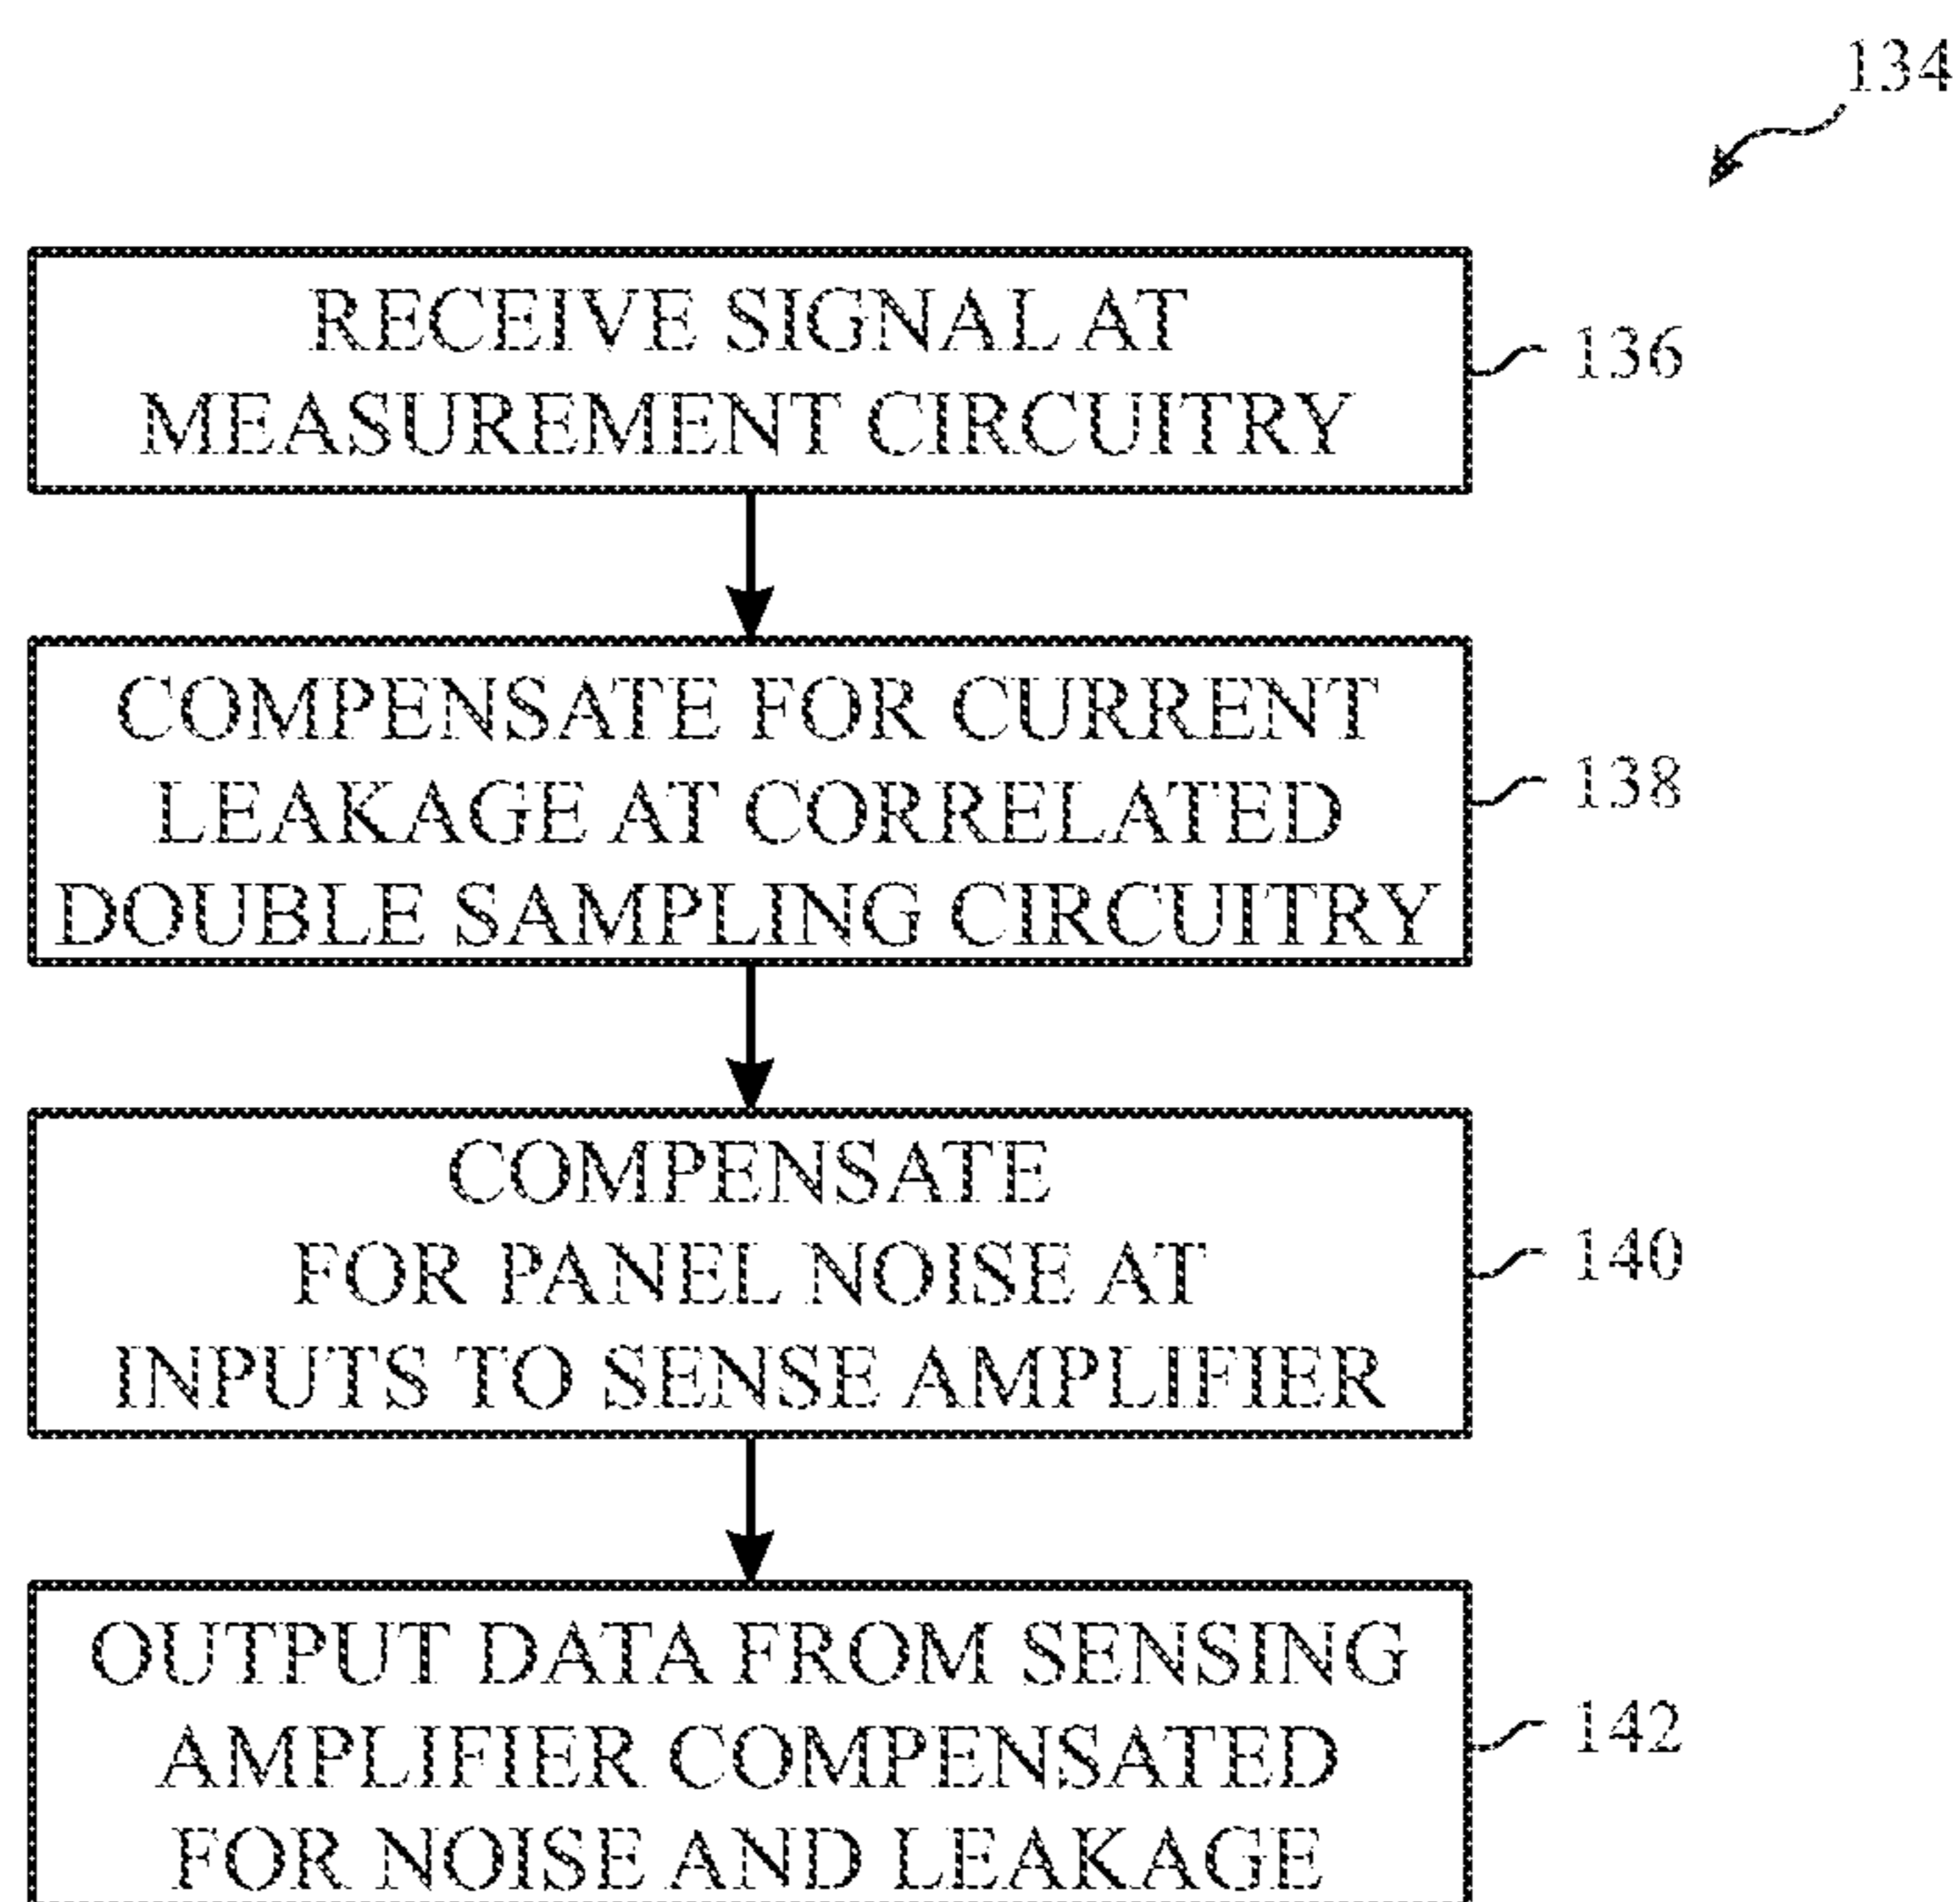 134
RECEIVE SIGNAL AT
MEASUREMENT CIRCUITRY
136
COMPENSATE FOR CURRENT
LEAKAGE AT CORRELATED
DOUBLE SAMPLING CIRCUITRY
138
COMPENSATE
FOR PANEL NOISE AT
INPUTS TO SENSE AMPLIFIER
140
OUTPUT DATA FROM SENSING
AMPLIFIER COMPENSATED
FOR NOISE AND LEAKAGE
142